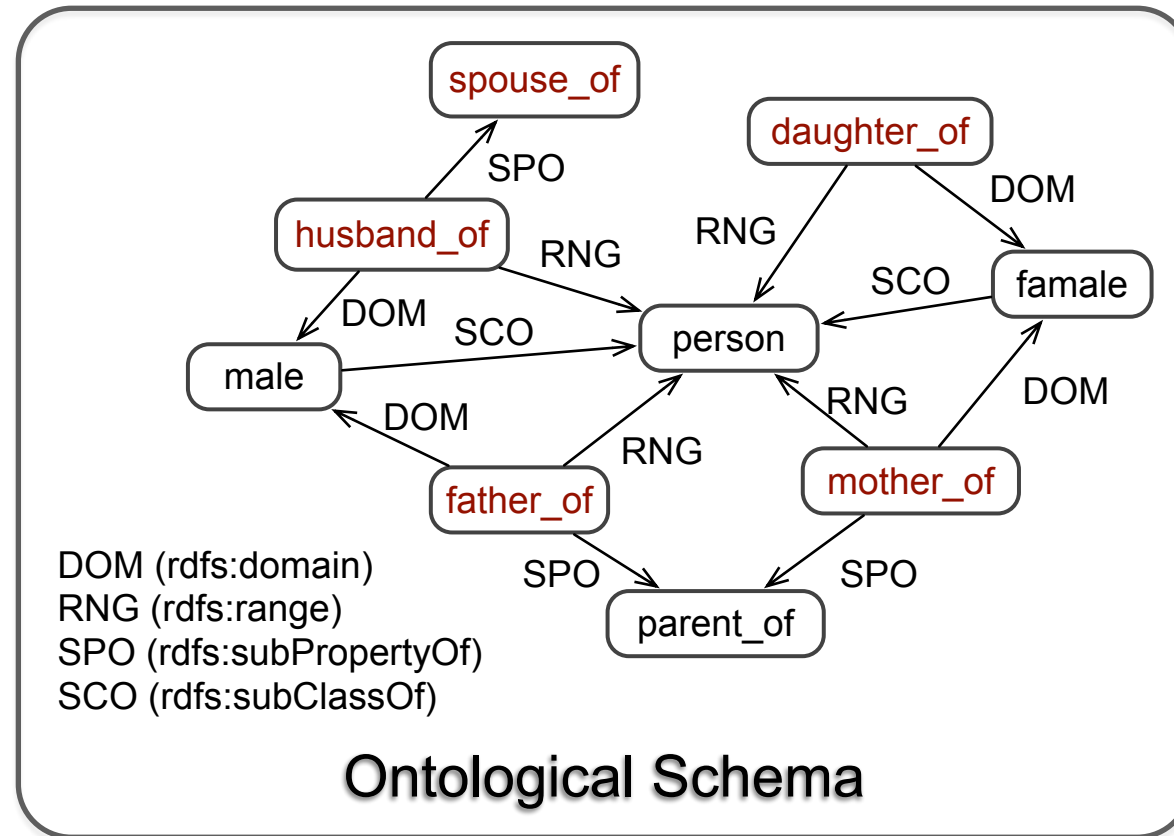 spouse_of
daughter_of
SPO
DOM
husband_of
RNG
RNG
SCO
famale
DOM
SCO
person
male
DOM
RNG
DOM
RNG
father_of
mother_of
DOM (rdfs:domain)
SPO
SPO
RNG (rdfs:range)
parent_of
SPO (rdfs:subPropertyOf)
SCO (rdfs:subClassOf)
Ontological Schema